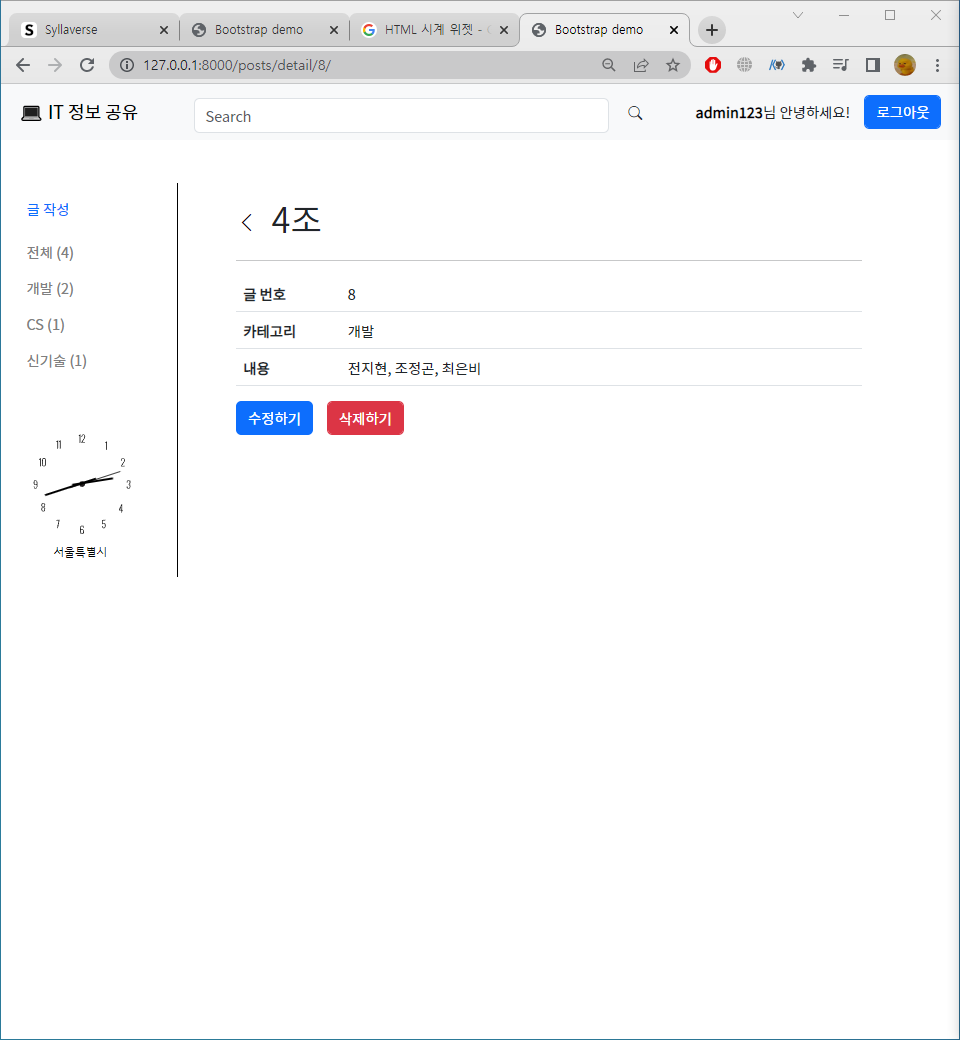 Syllaverse
Bootstrap demo
HTML 시계 위젯 -
Bootstrap demo
127.0.0.1:8000/posts/detail/8/
IT 정보 공유
Search
admin123님 안녕하세요!
로그아웃
글 작성
전체 (4)
개발 (2)
CS (1)
신기술 (1)
12
1
2
3
4
5
6
7
8
9
10
11
서울특별시
4조
글 번호 8
카테고리 개발
내용 전지현, 조정곤, 최은비
수정하기
삭제하기